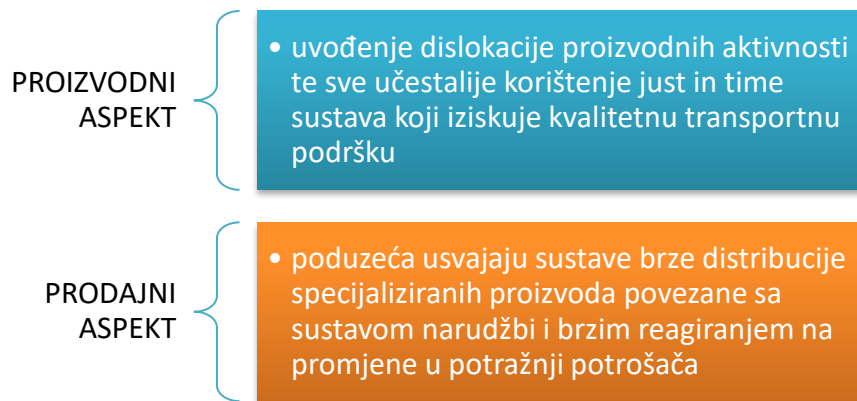 PROIZVODNI
ASPEKT
• uvođenje dislokacije proizvodnih aktivnosti
te sve učestalije korištenje just in time
sustava koji iziskuje kvalitetnu transportnu
podršku
PRODAJNI
ASPEKT
• poduzeća usvajaju sustave brze distribucije
specijaliziranih proizvoda povezane sa
sustavom narudžbi i brzim reagiranjem na
promjene u potražnji potrošača